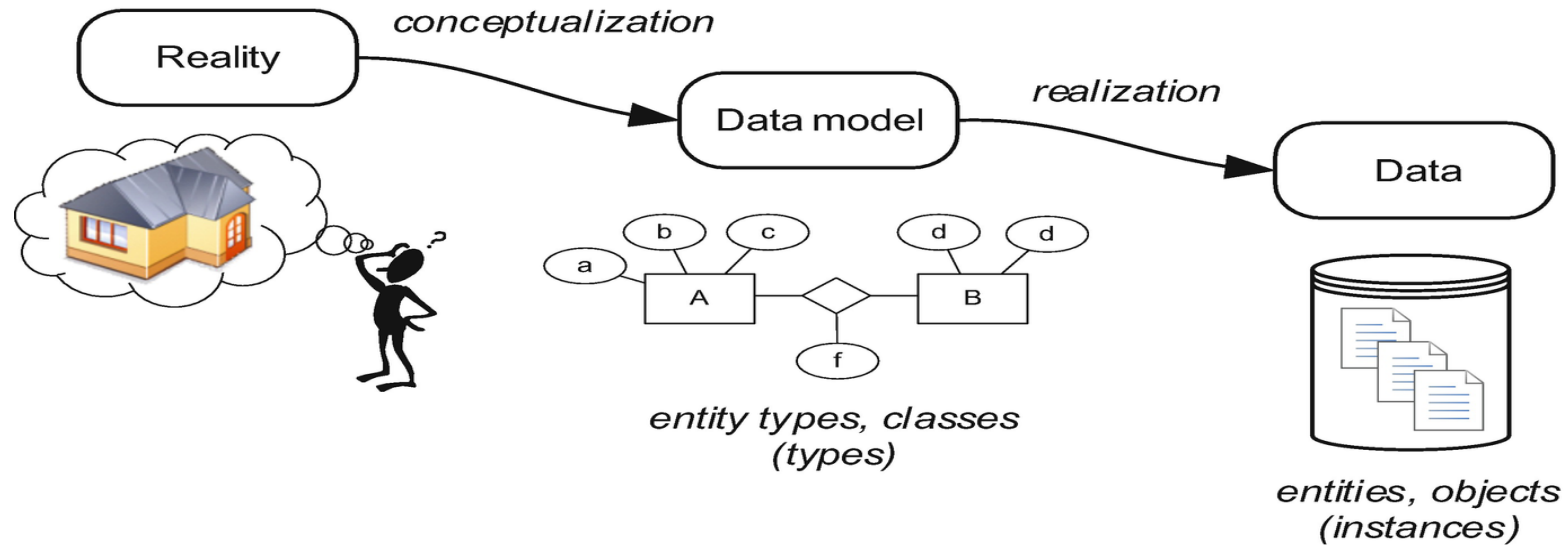 conceptualization
Reality
realization
Data model
Data
?
b
c
d
d
a
A
B
f
entity types, classes
(types)
entities, objects
(instances)